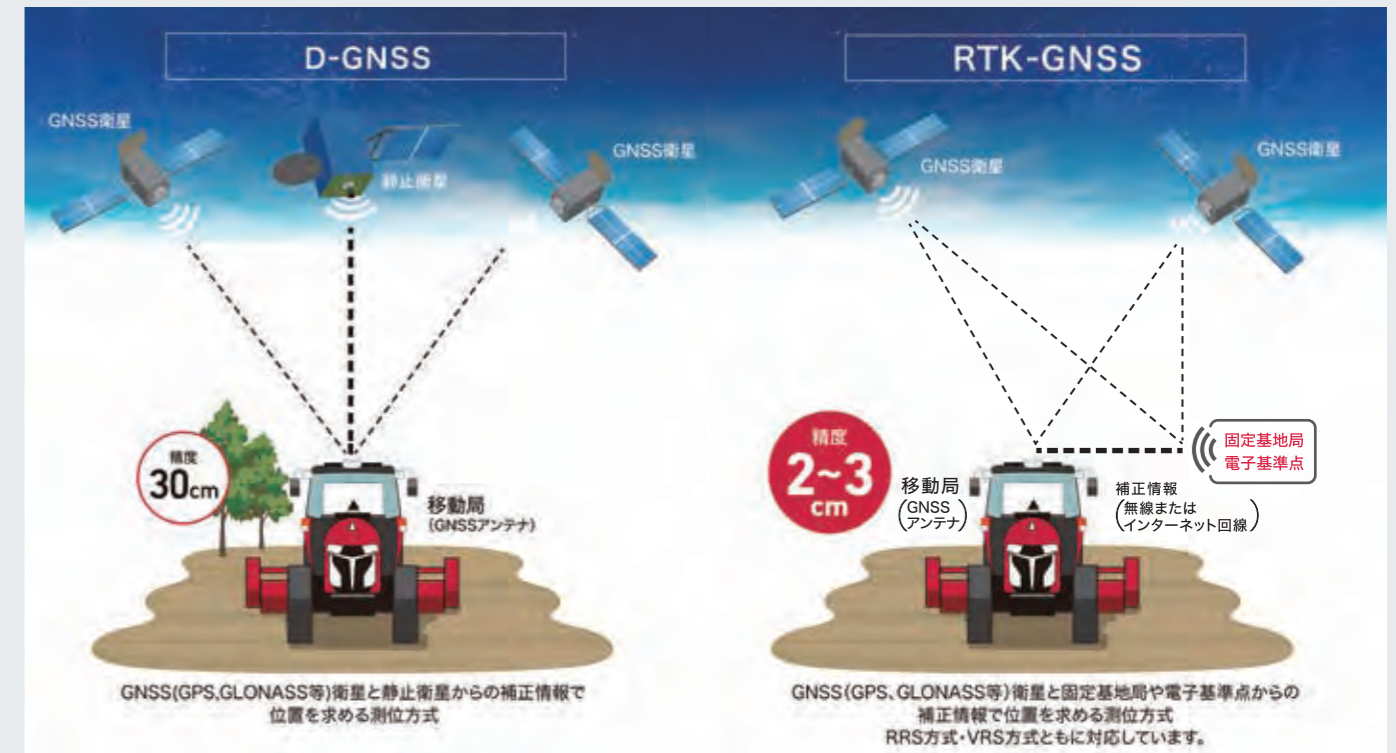 D-GNSS
GNSS衛星
静止衛星
GNSS衛星
精度
30cm
移動局
(GNSSアンテナ)
GNSS(GPS,GLONASS等)衛星と静止衛星からの補正情報で
位置を求める測位方式
RTK-GNSS
GNSS衛星
GNSS衛星
精度
2~3
cm
移動局
(GNSS
アンテナ)
固定基地局
電子基準点
補正情報
(無線または
インターネット回線)
GNSS(GPS、GLONASS等)衛星と固定基地局や電子基準点からの
補正情報で位置を求める測位方式
RRS方式・VRS方式ともに対応しています。